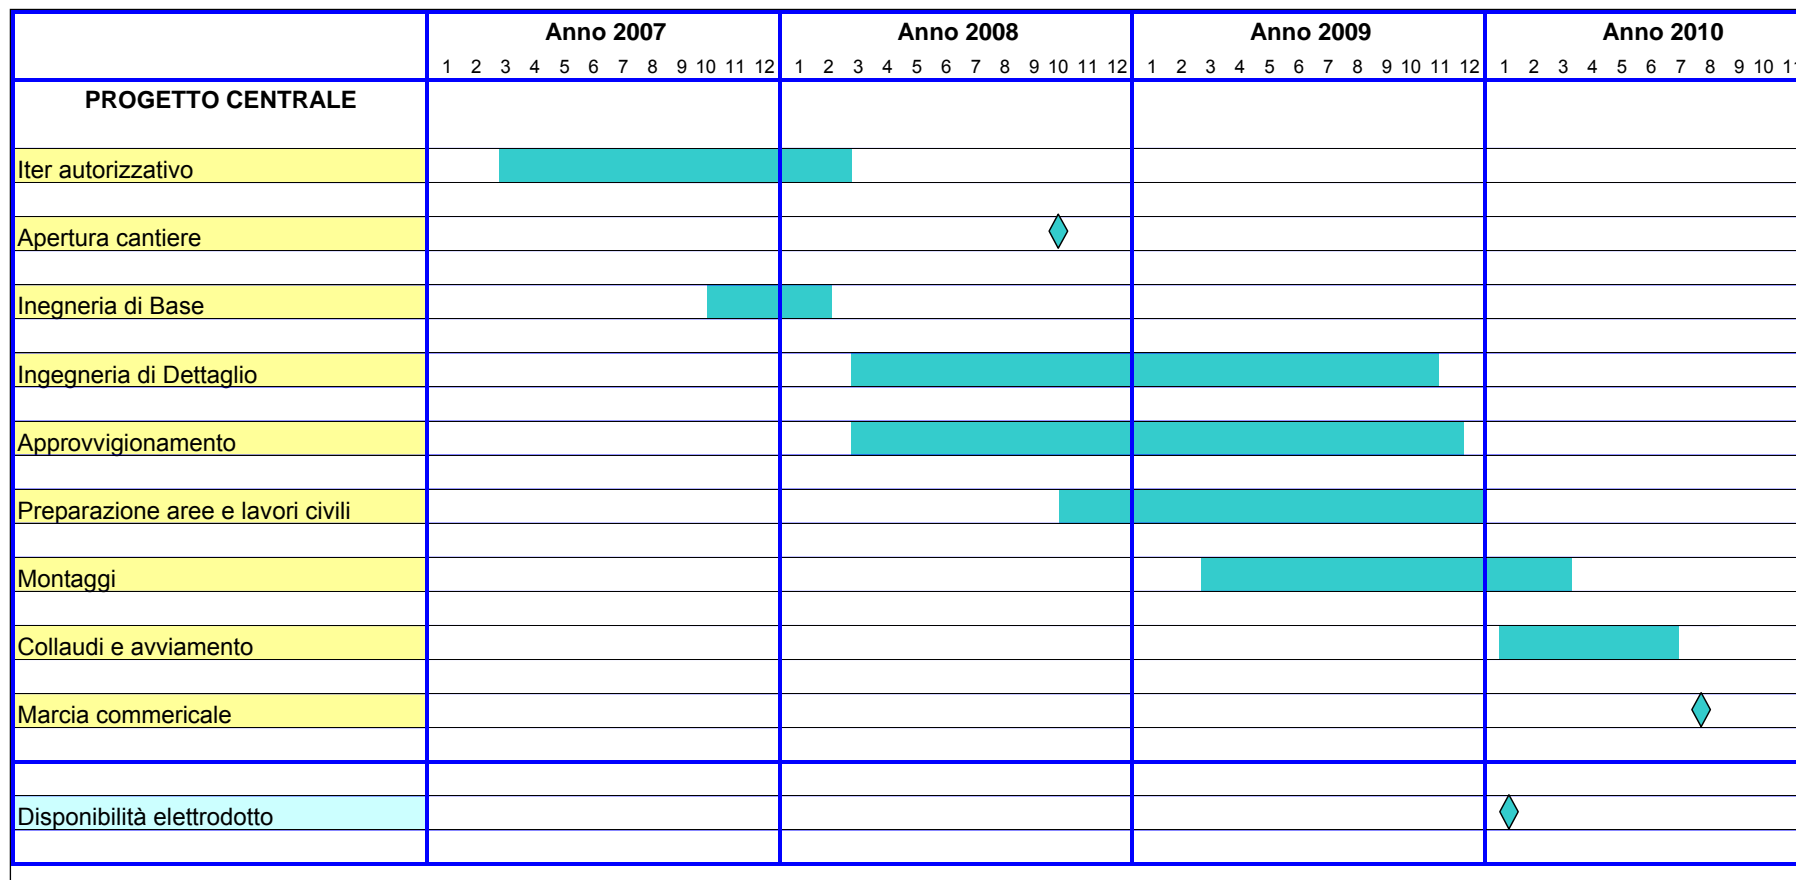 Anno 2007 Anno 2008 Anno 2009 Anno 2010
1 2 3 4 5 6 7 8 9 10 11 12 1 2 3 4 5 6 7 8 9 10 11 12 1 2 3 4 5 6 7 8 9 10 11 12 1 2 3 4 5 6 7 8 9 10
PROGETTO CENTRALE
Iter autorizzativo
Apertura cantiere
Inegneria di Base
Ingegneria di Dettaglio
Approvvigionamento
Preparazione aree e lavori civili
Montaggi
Collaudi e avviamento
Marcia commericale
Disponibilità elettrodotto